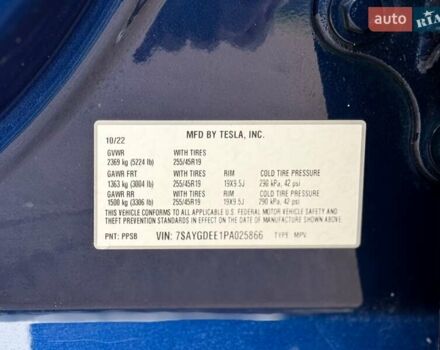 auto RIA
MFD BY TESLA, INC.
10/22
GVWR WITH TIRES
2369 kg (5224 lb) 255/45R19
GAWR FRT WITH TIRES RIM COLD TIRE PRESSURE
1363 kg (3004 lb) 255/45R19 19X9.5J 290 kPa, 42 psi
GAWR RR WITH TIRES RIM COLD TIRE PRESSURE
1500 kg (3306 lb) 255/45R19 19X9.5J 290 kPa, 42 psi
THIS VEHICLE CONFORMS TO ALL APPLICABLE U.S. FEDERAL MOTOR VEHICLE SAFETY AND
THEFT PREVENTION STANDARDS IN EFFECT ON THE DATE OF MANUFACTURE SHOWN ABOVE.
PNT: PPSB VIN: 7SAYGDEE1PA025866 TYPE: MPV